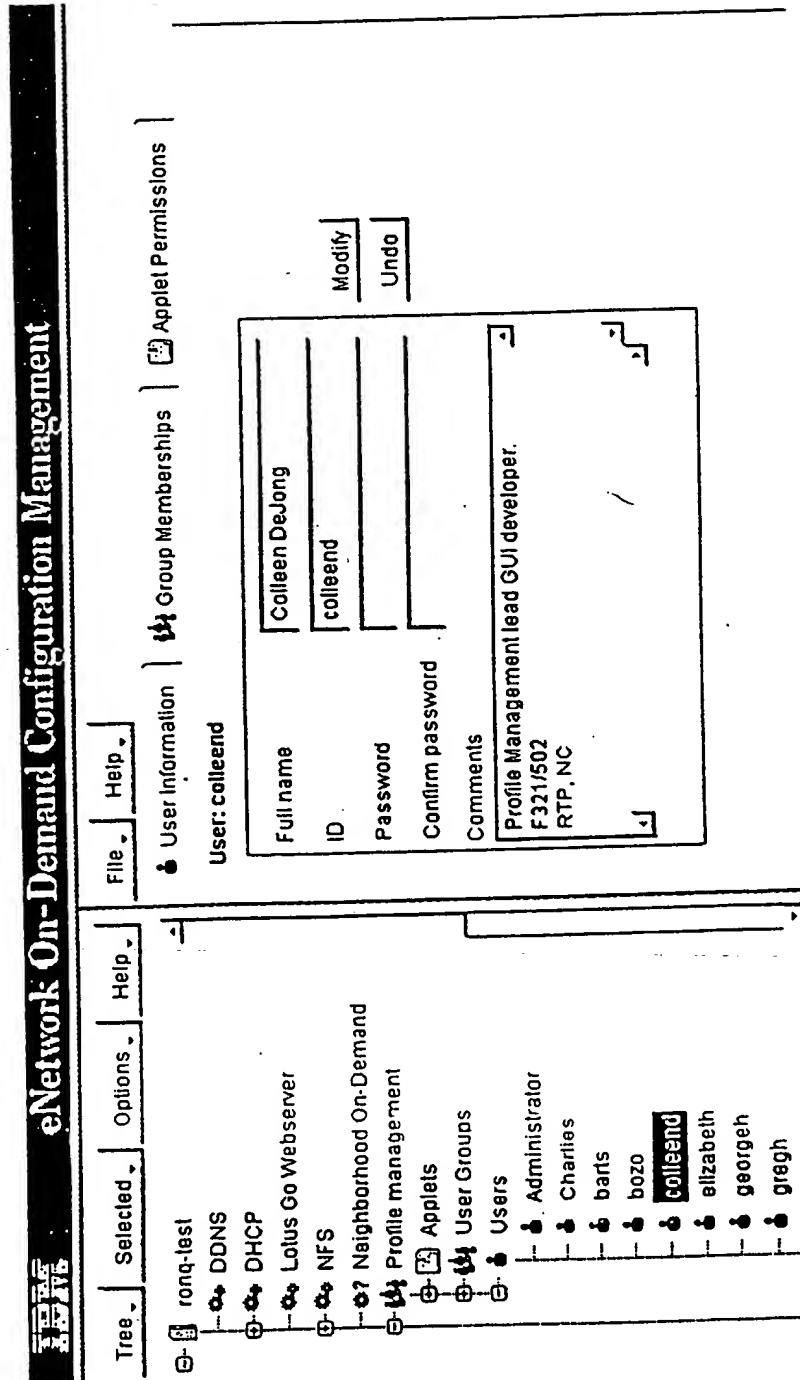 IBM eNetwork On-Demand Configuration Management
Tree Selected Options Help
rong-test
DDNS
DHCP
Lotus Go Webserver
NFS
Neighborhood On-Demand
Profile management
Applets
User Groups
Users
Administrator
Charlies
barts
bozo
colleend
elizabeth
georgeh
gregh
File Help
User Information
Group Memberships
Applet Permissions
User: colleend
Full name Colleen DeJong
ID colleend
Password
Confirm password
Comments
Profile Management lead GUI developer.
F321/502
RTP, NC
Modify
Undo